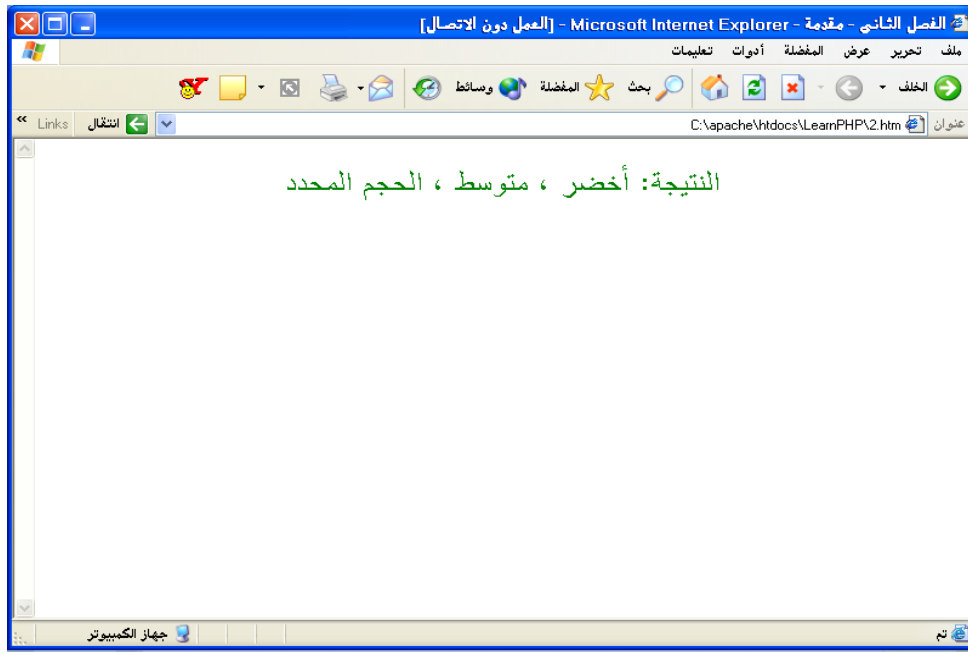 الفصل الثاني - مقدمة - Microsoft Internet Explorer - [العمل دون الاتصال]
ملف تحرير عرض المفضلة أدوات تعليمات
الخلف بحث المفضلة وسائط
عنوان C:\apache\htdocs\LearnPHP\2.htm انتقال Links »
النتيجة: أخضر ، متوسط ، الحجم المحدد
تم جهاز الكمبيوتر